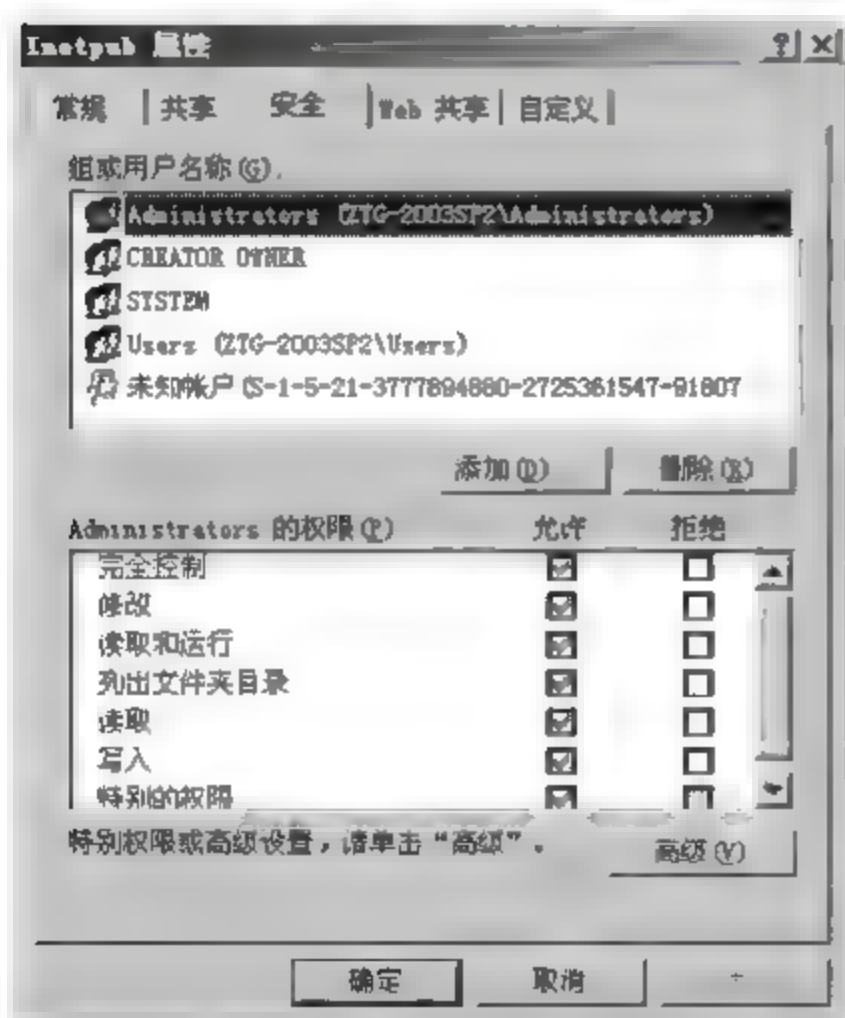 Inetpub 属性
常规 共享 安全 Web 共享 自定义
组或用户名称(G):
Administrators (ZTG-2003SP2\Administrators)
CREATOR OWNER
SYSTEM
Users (ZTG-2003SP2\Users)
未知帐户(S-1-5-21-3777894880-2725361547-91807
添加(D) 删除(R)
Administrators 的权限(P) 允许 拒绝
完全控制
修改
读取和运行
列出文件夹目录
读取
写入
特别的权限
特别权限或高级设置，请单击“高级”。 高级(V)
确定 取消